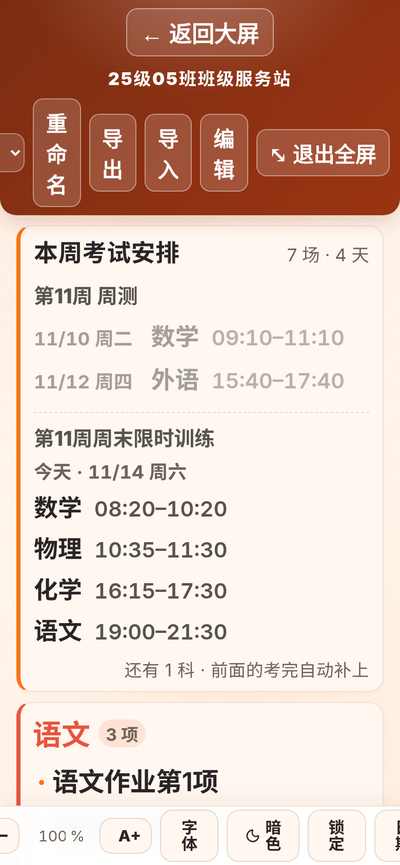 ← 返回大屏
25级05班班级服务站
重命名 导出 导入 编辑 退出全屏
本周考试安排 7 场 · 4 天
第11周 周测
11/10 周二 数学 09:10–11:10
11/12 周四 外语 15:40–17:40
第11周周末限时训练
今天 · 11/14 周六
数学 08:20–10:20
物理 10:35–11:30
化学 16:15–17:30
语文 19:00–21:30
还有 1 科 · 前面的考完自动补上
语文 3 项
• 语文作业第1项
100 % A+ 字体 暗色 锁定